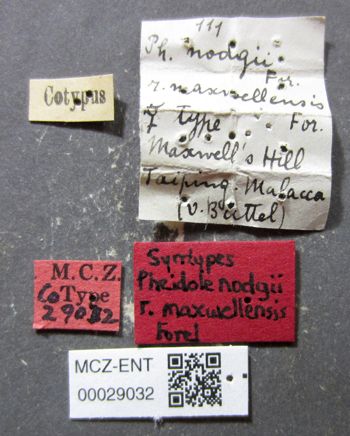 111
Ph. nodgii
For.
r. maxwellensis
☿ type For.
Maxwell's Hill
Taiping. Malacca
(v. Buttel)
Cotypus
M.C.Z.
CoType
29032
Syntypes
Pheidole nodgii
r. maxwellensis
Forel
MCZ-ENT
00029032